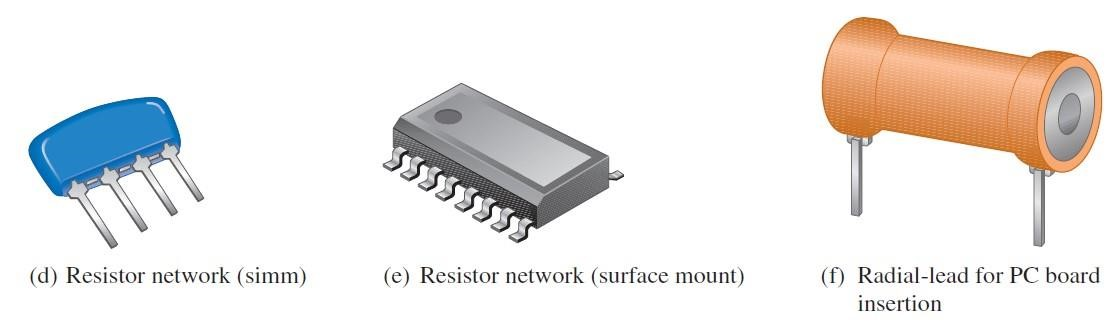 (d) Resistor network (simm)
(e) Resistor network (surface mount)
(f) Radial-lead for PC board
insertion